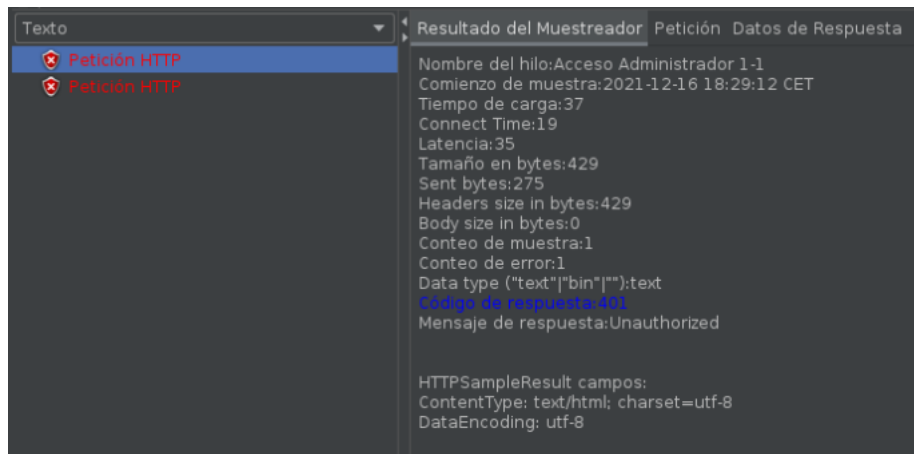 Texto
Petición HTTP
Petición HTTP
Resultado del Muestreador Petición Datos de Respuesta
Nombre del hilo:Acceso Administrador 1-1
Comienzo de muestra:2021-12-16 18:29:12 CET
Tiempo de carga:37
Connect Time:19
Latencia:35
Tamaño en bytes:429
Sent bytes:275
Headers size in bytes:429
Body size in bytes:0
Conteo de muestra:1
Conteo de error:1
Data type ("text"|"bin"|""):text
Código de respuesta:401
Mensaje de respuesta:Unauthorized
HTTPSampleResult campos:
ContentType: text/html; charset=utf-8
DataEncoding: utf-8